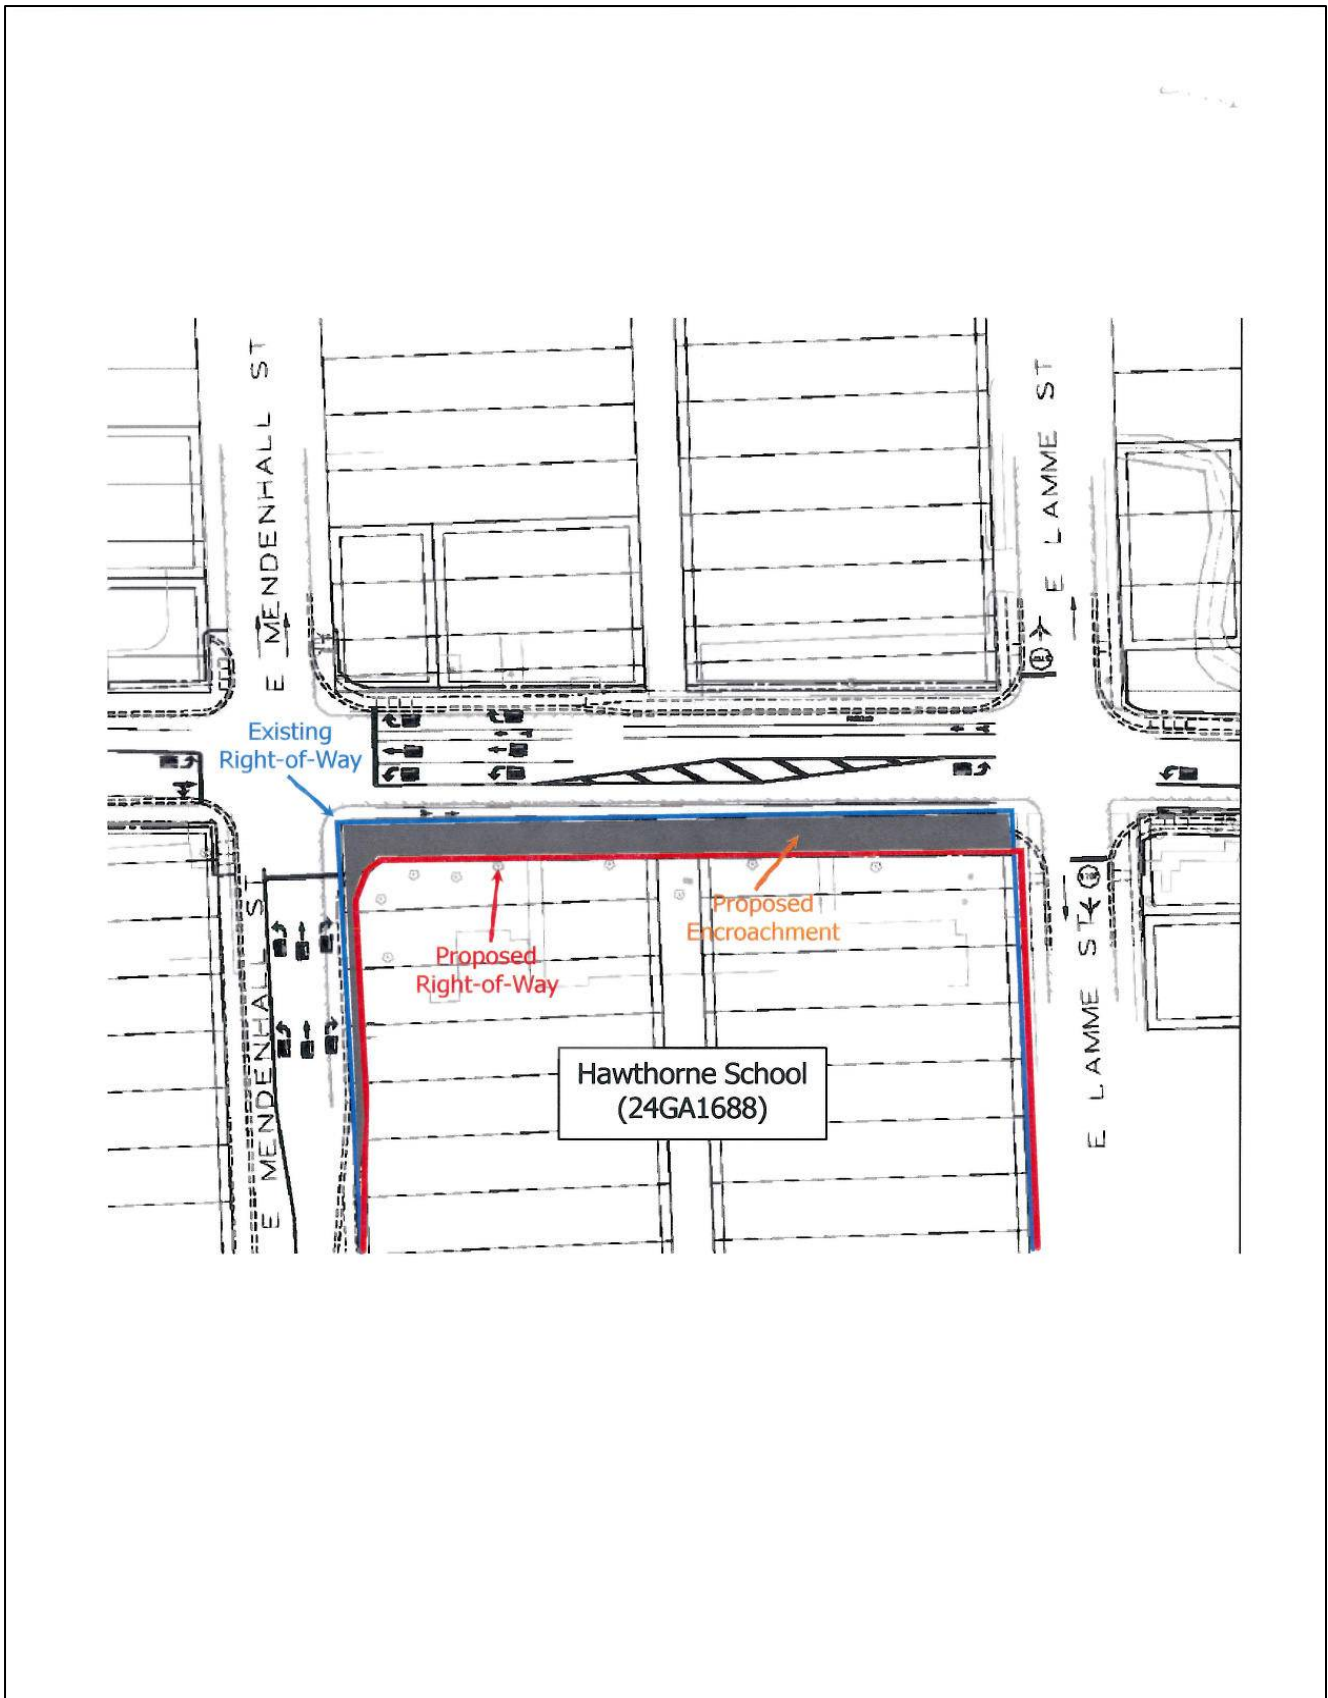 E MENDENHALL ST
E LAMME ST
Existing
Right-of-Way
Proposed
Encroachment
Proposed
Right-of-Way
Hawthorne School
(24GA1688)
E MENDENHALL ST
E LAMME ST